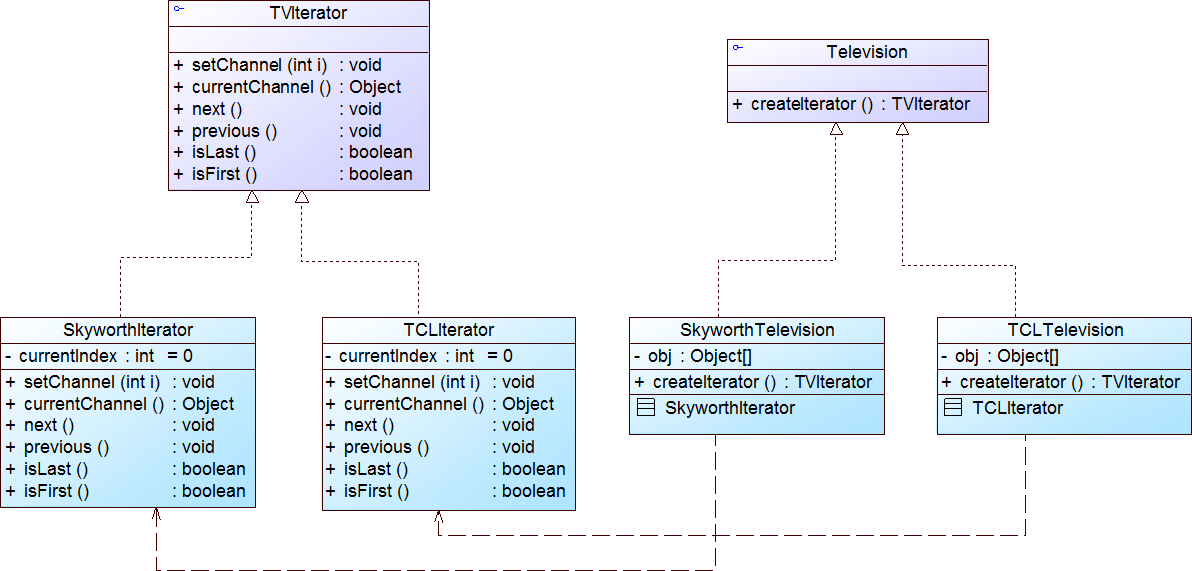 TVIterator
+ setChannel (int i) : void
+ currentChannel () : Object
+ next () : void
+ previous () : void
+ isLast () : boolean
+ isFirst () : boolean
Television
+ createIterator () : TVIterator
SkyworthIterator
- currentIndex : int = 0
+ setChannel (int i) : void
+ currentChannel () : Object
+ next () : void
+ previous () : void
+ isLast () : boolean
+ isFirst () : boolean
TCLIterator
- currentIndex : int = 0
+ setChannel (int i) : void
+ currentChannel () : Object
+ next () : void
+ previous () : void
+ isLast () : boolean
+ isFirst () : boolean
SkyworthTelevision
- obj : Object[]
+ createIterator () : TVIterator
SkyworthIterator
TCLTelevision
- obj : Object[]
+ createIterator () : TVIterator
TCLIterator